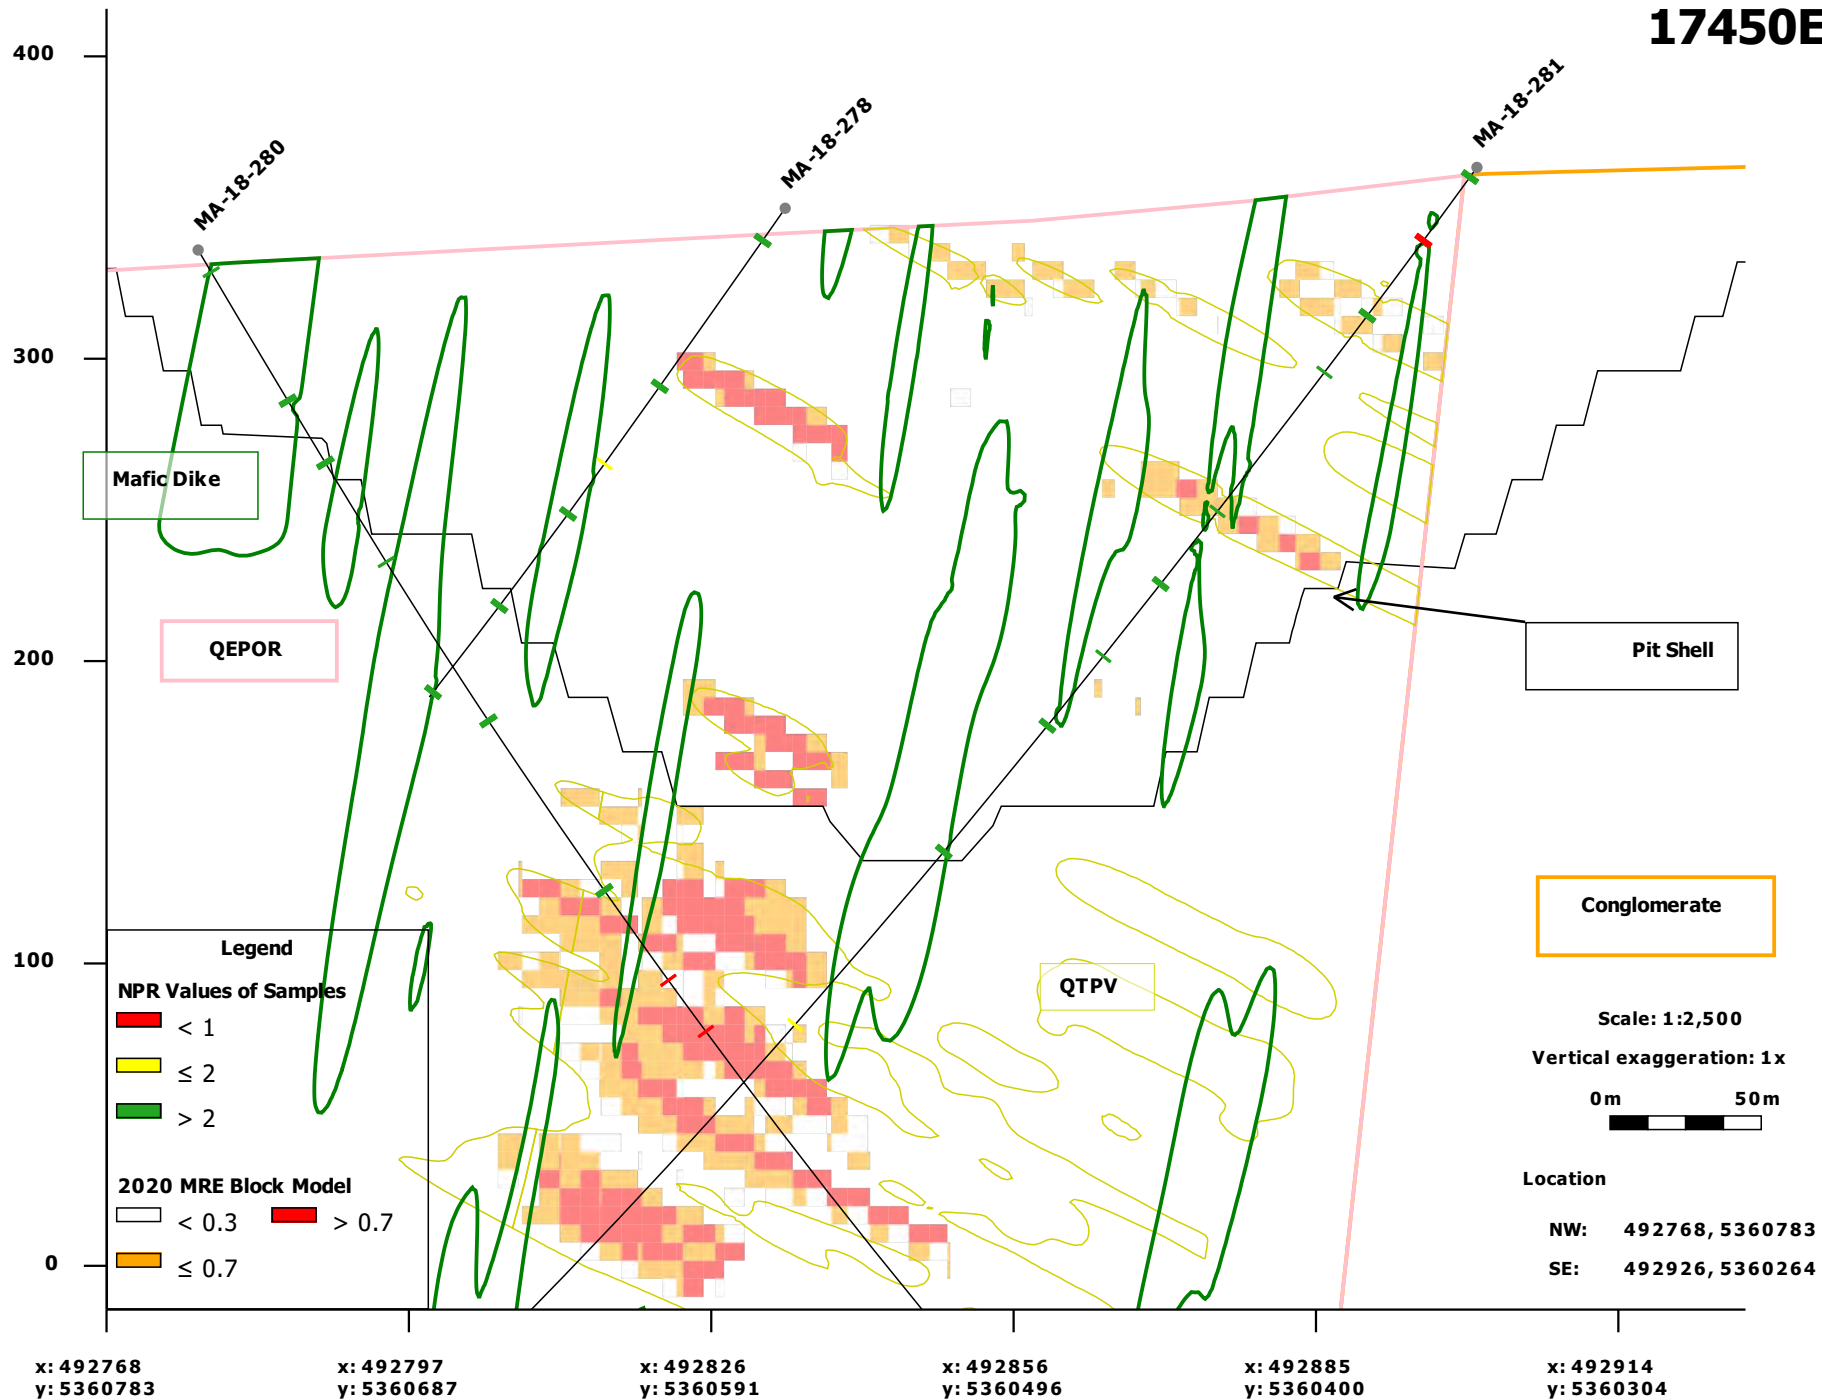 17450E
400
MA-18-281
MA-18-278
MA-18-280
300
Mafic Dike
200
QEPOR
Pit Shell
Conglomerate
100
Legend
QTPV
NPR Values of Samples
< 1
≤ 2
> 2
Scale: 1:2,500
Vertical exaggeration: 1x
0m 50m
2020 MRE Block Model
< 0.3 > 0.7
≤ 0.7
Location
NW: 492768, 5360783
SE: 492926, 5360264
0
x: 492768 x: 492797 x: 492826 x: 492856 x: 492885 x: 492914
y: 5360783 y: 5360687 y: 5360591 y: 5360496 y: 5360400 y: 5360304